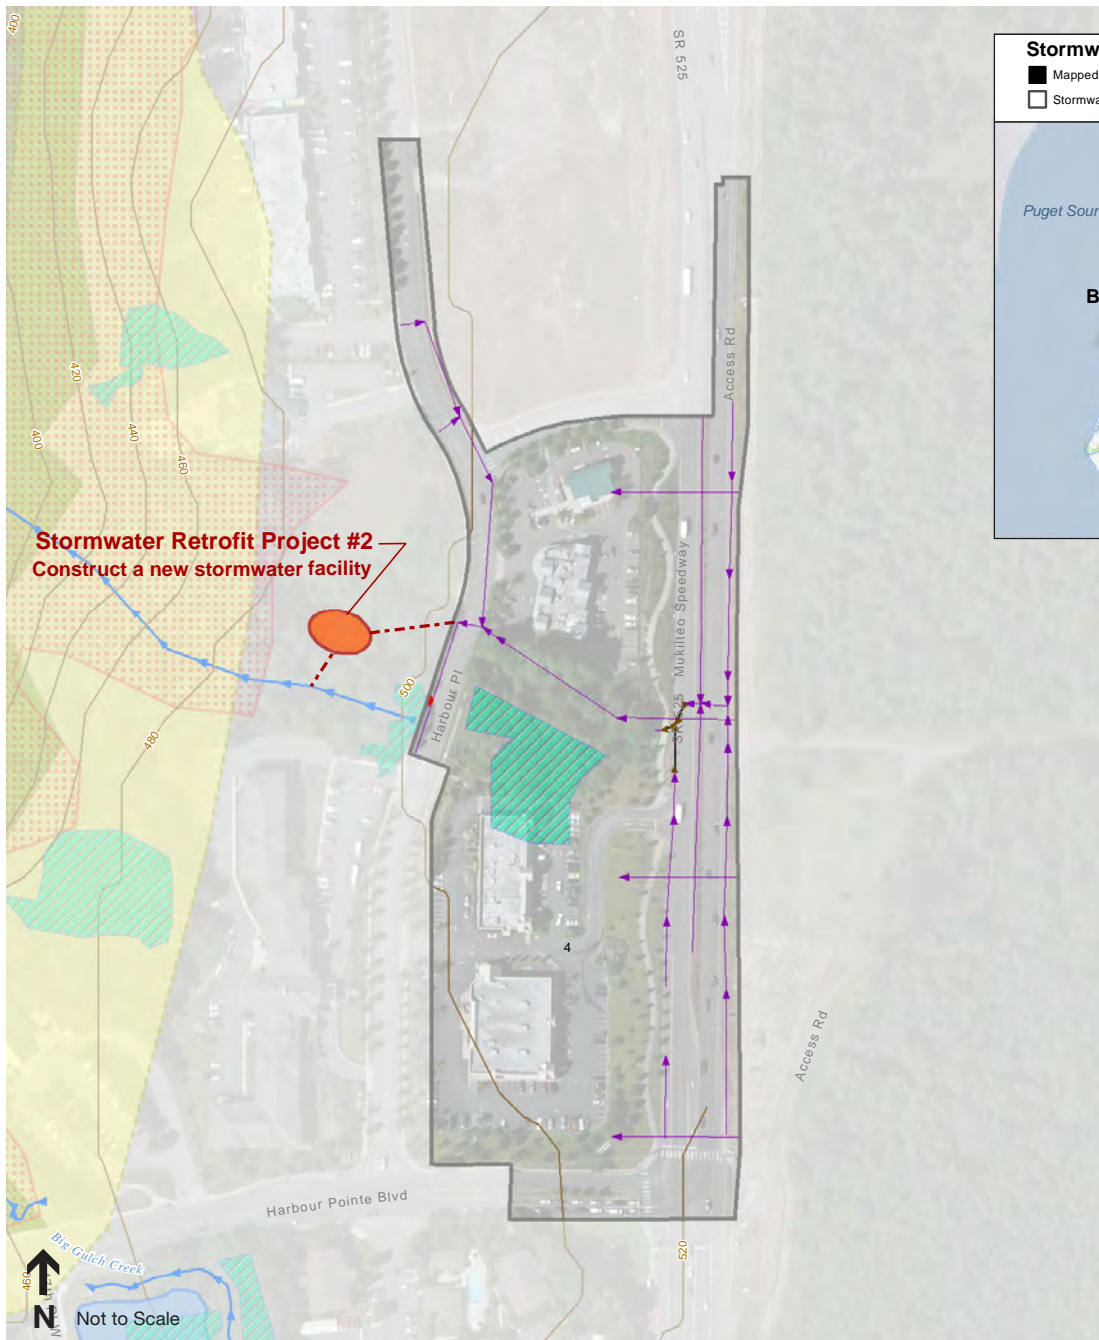 400
SR 525
Stormw
Mapped
Stormwa
Puget Sour
B
Access Rd
420
400
440
460
Stormwater Retrofit Project #2
Construct a new stormwater facility
Mukilteo Speedway
SR 525
500
Harbour Pl
480
4
Access Rd
Harbour Pointe Blvd
Big Gulch Creek
520
460
N
Not to Scale